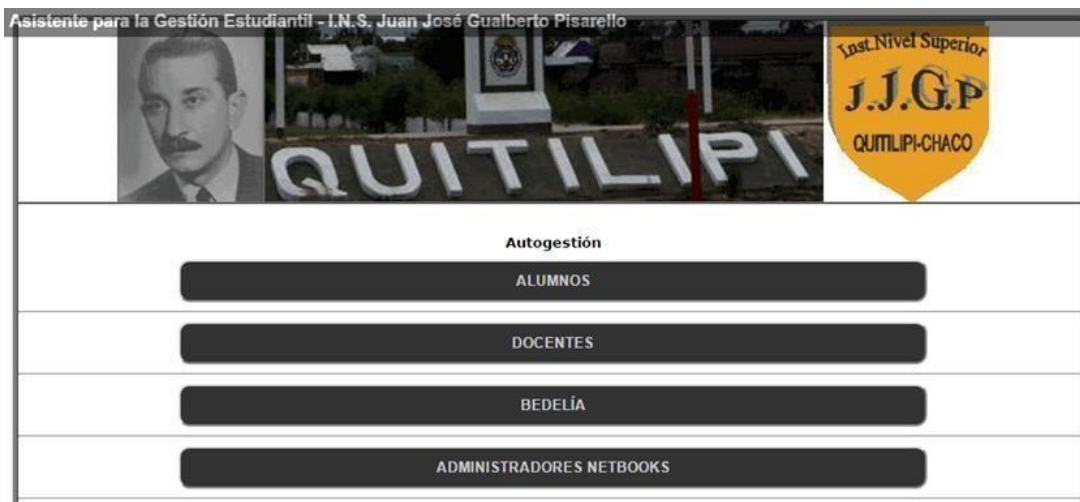 Asistente para la Gestión Estudiantil - I.N.S. Juan José Gualberto Pisarello
Inst.Nivel Superior
J.J.G.P
QUITILIPI-CHACO
QUITILIPI
Autogestión
ALUMNOS
DOCENTES
BEDELÍA
ADMINISTRADORES NETBOOKS